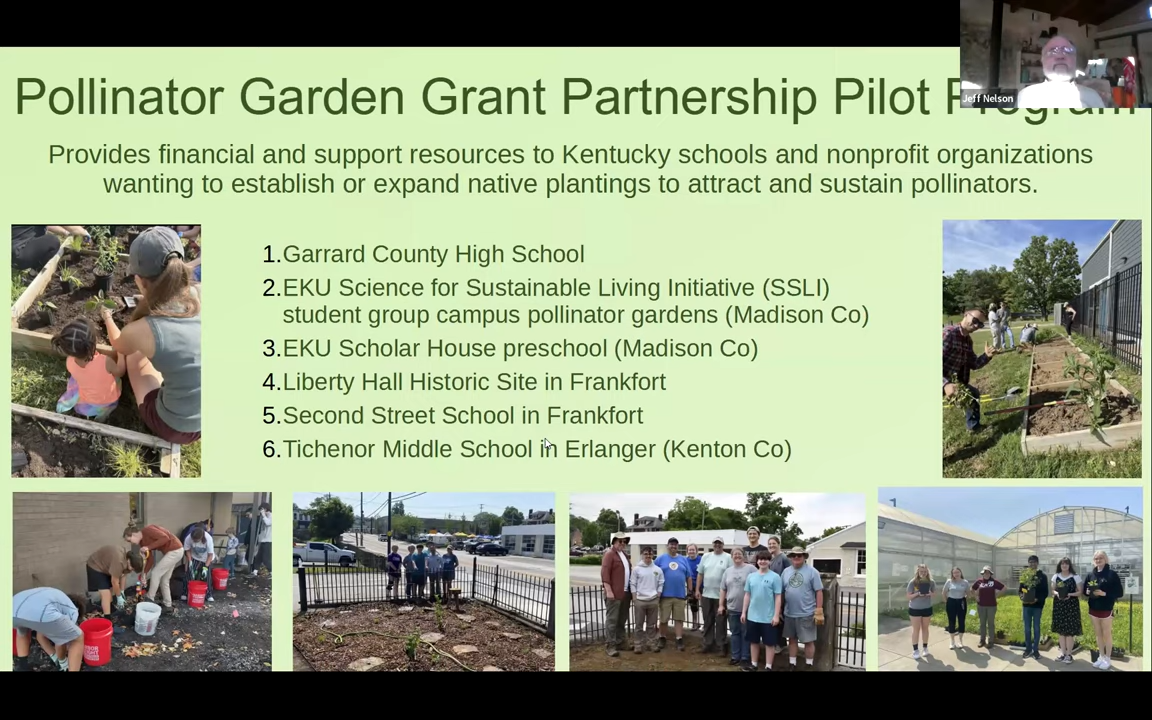 Pollinator Garden Grant Partnership Pilot Program
Jeff Nelson
Provides financial and support resources to Kentucky schools and nonprofit organizations
wanting to establish or expand native plantings to attract and sustain pollinators.
1.Garrard County High School
2.EKU Science for Sustainable Living Initiative (SSLI)
student group campus pollinator gardens (Madison Co)
3.EKU Scholar House preschool (Madison Co)
4.Liberty Hall Historic Site in Frankfort
5.Second Street School in Frankfort
6.Tichenor Middle School in Erlanger (Kenton Co)